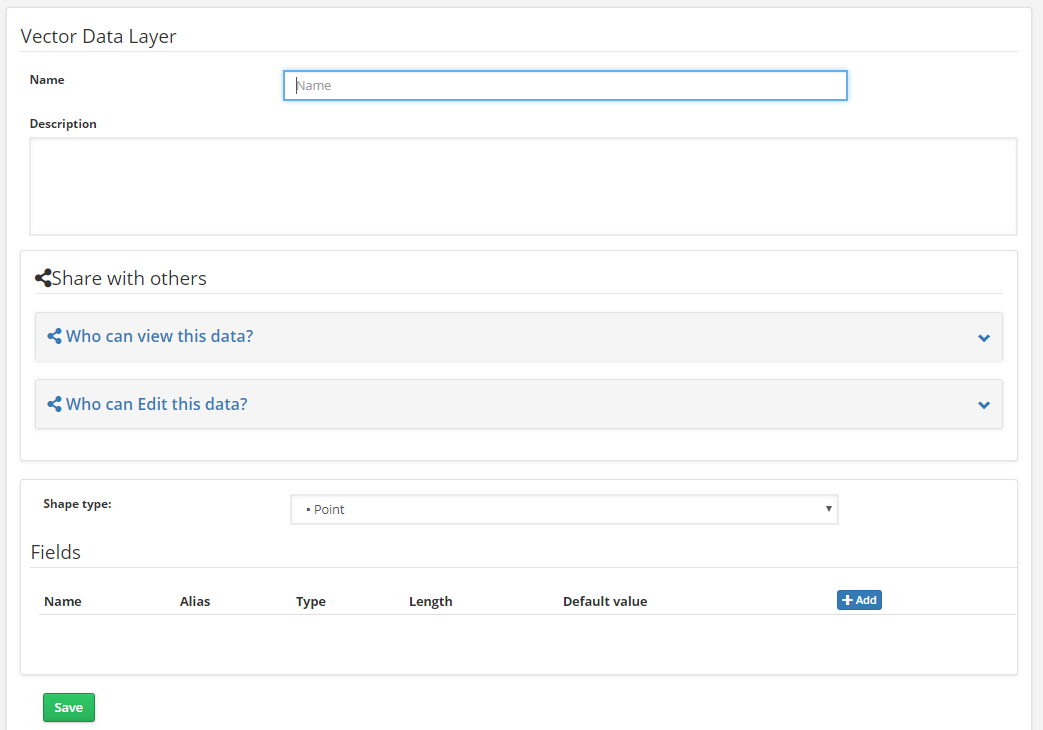 Vector Data Layer
Name
Name
Description
Share with others
Who can view this data?
Who can Edit this data?
Shape type:
▪ Point
Fields
Name Alias Type Length Default value + Add
Save